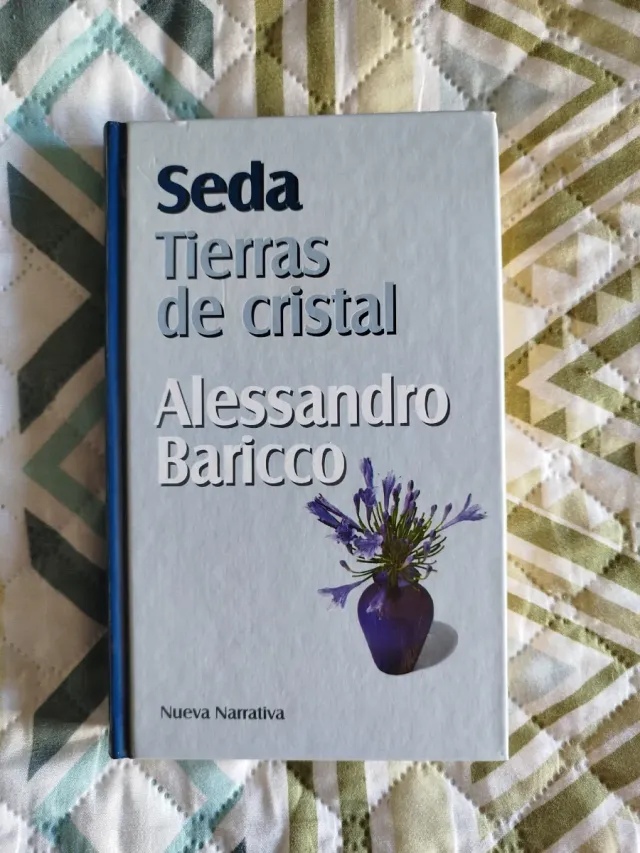 Seda
Tierras
de cristal
Alessandro
Baricco
Nueva Narrativa